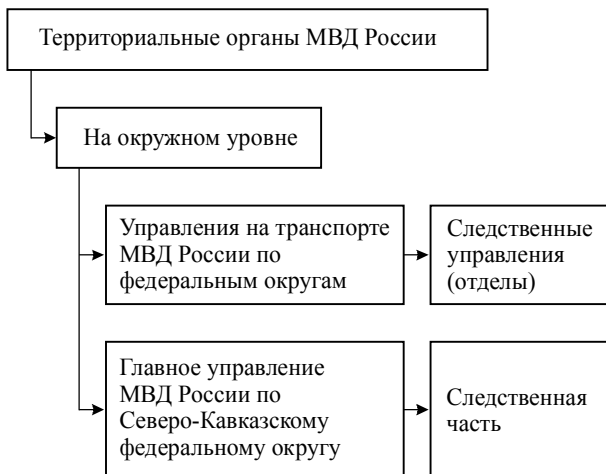 Территориальные органы МВД России
На окружном уровне
Управления на транспорте
МВД России по
федеральным округам
Следственные
управления
(отделы)
Главное управление
МВД России по
Северо-Кавказскому
федеральному округу
Следственная
часть